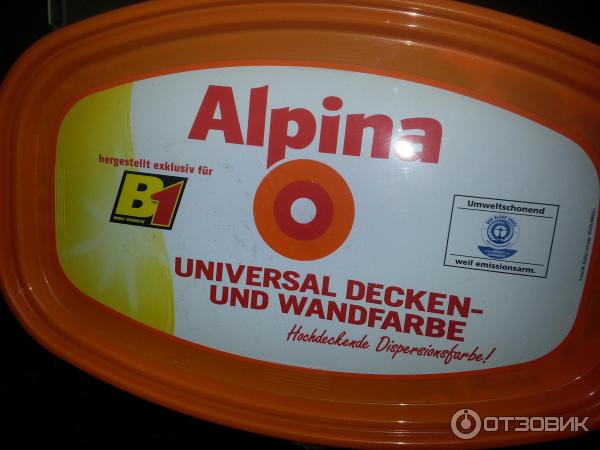 Alpina
hergestellt exklusiv für
B1
UNIVERSAL DECKEN-
UND WANDFARBE
Hochdeckende Dispersionsfarbe!
Umweltschonend
weil emissionsarm.
ОТЗОВИК